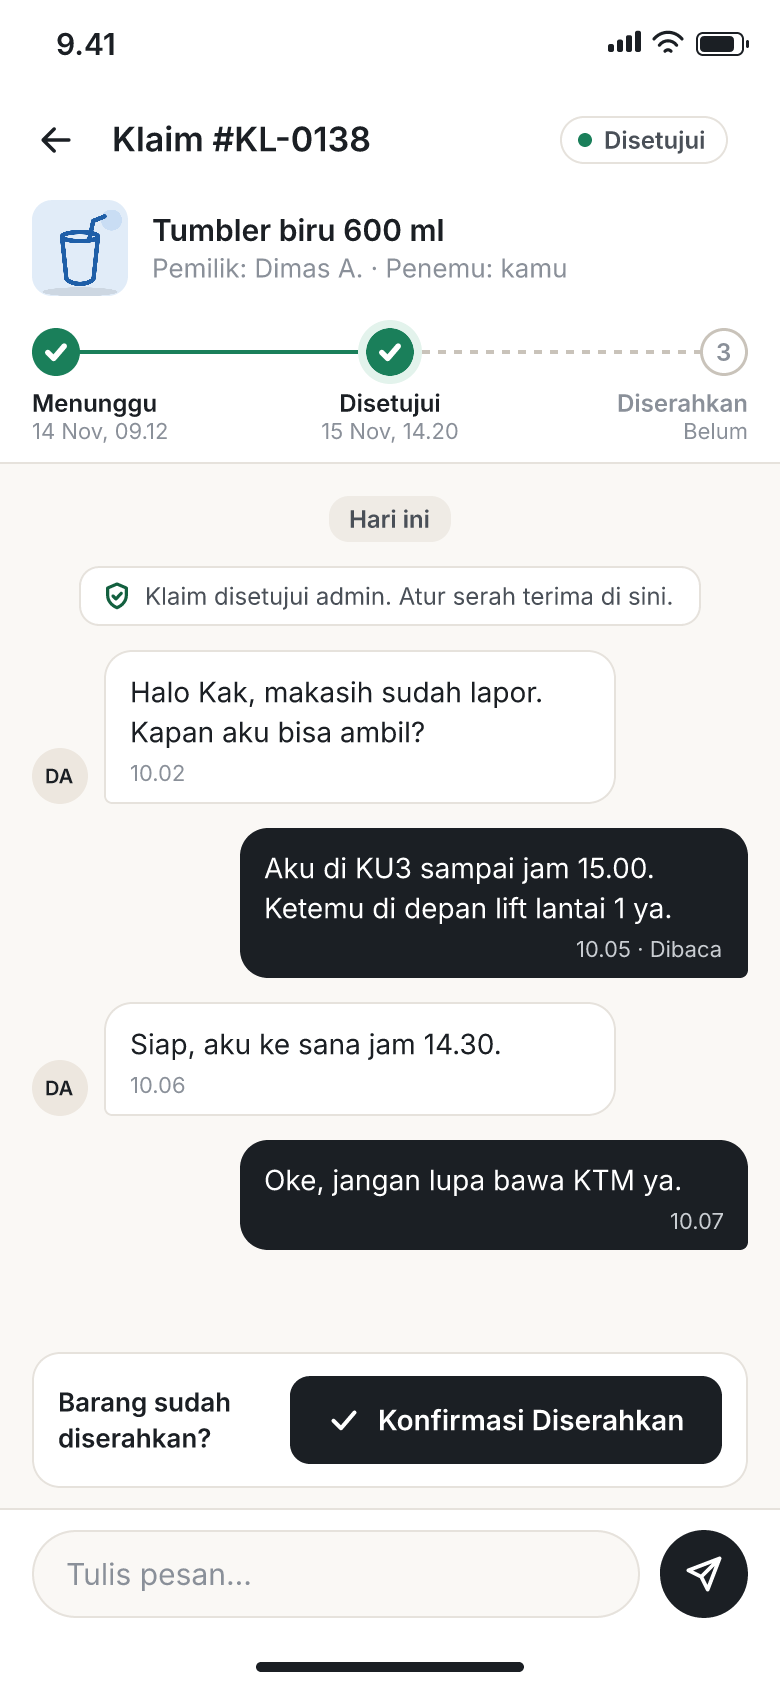 9.41
Klaim #KL-0138
Disetujui
Tumbler biru 600 ml
Pemilik: Dimas A. · Penemu: kamu
3
Menunggu
Disetujui
Diserahkan
14 Nov, 09.12
15 Nov, 14.20
Belum
Hari ini
Klaim disetujui admin. Atur serah terima di sini.
Halo Kak, makasih sudah lapor.
Kapan aku bisa ambil?
10.02
DA
Aku di KU3 sampai jam 15.00.
Ketemu di depan lift lantai 1 ya.
10.05 · Dibaca
Siap, aku ke sana jam 14.30.
10.06
DA
Oke, jangan lupa bawa KTM ya.
10.07
Barang sudah
diserahkan?
Konfirmasi Diserahkan
Tulis pesan...